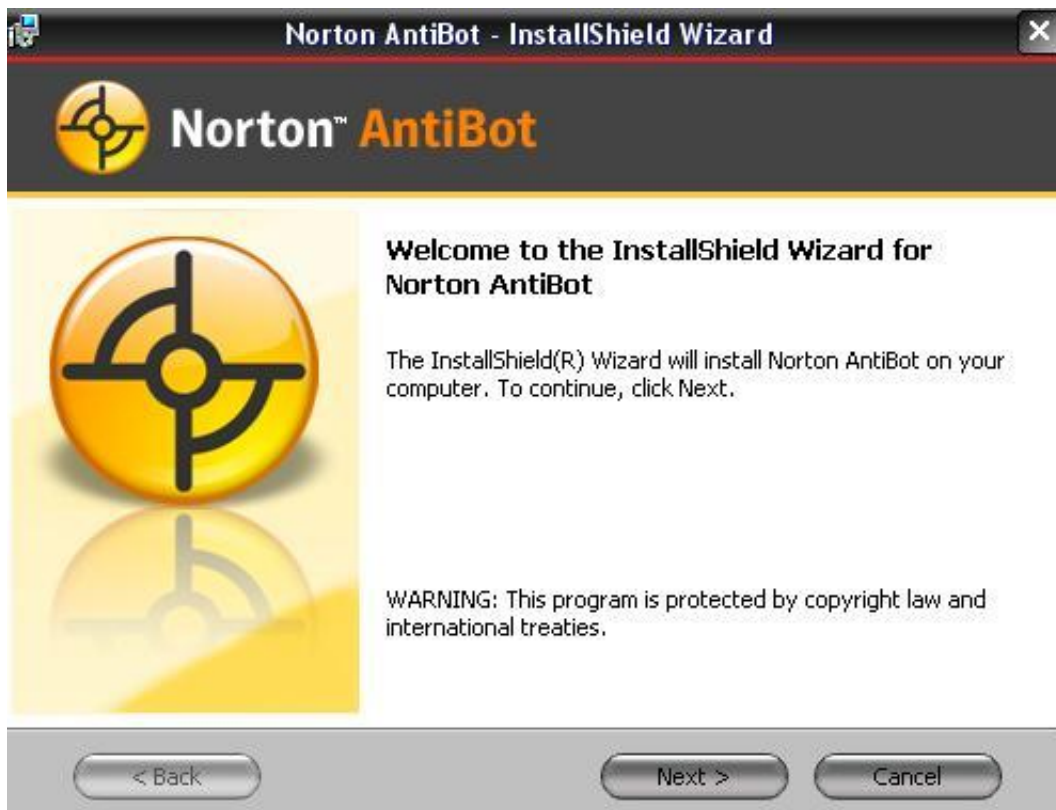 Norton AntiBot - InstallShield Wizard
Norton™ AntiBot
Welcome to the InstallShield Wizard for
Norton AntiBot
The InstallShield(R) Wizard will install Norton AntiBot on your
computer. To continue, click Next.
WARNING: This program is protected by copyright law and
international treaties.
< Back
Next >
Cancel